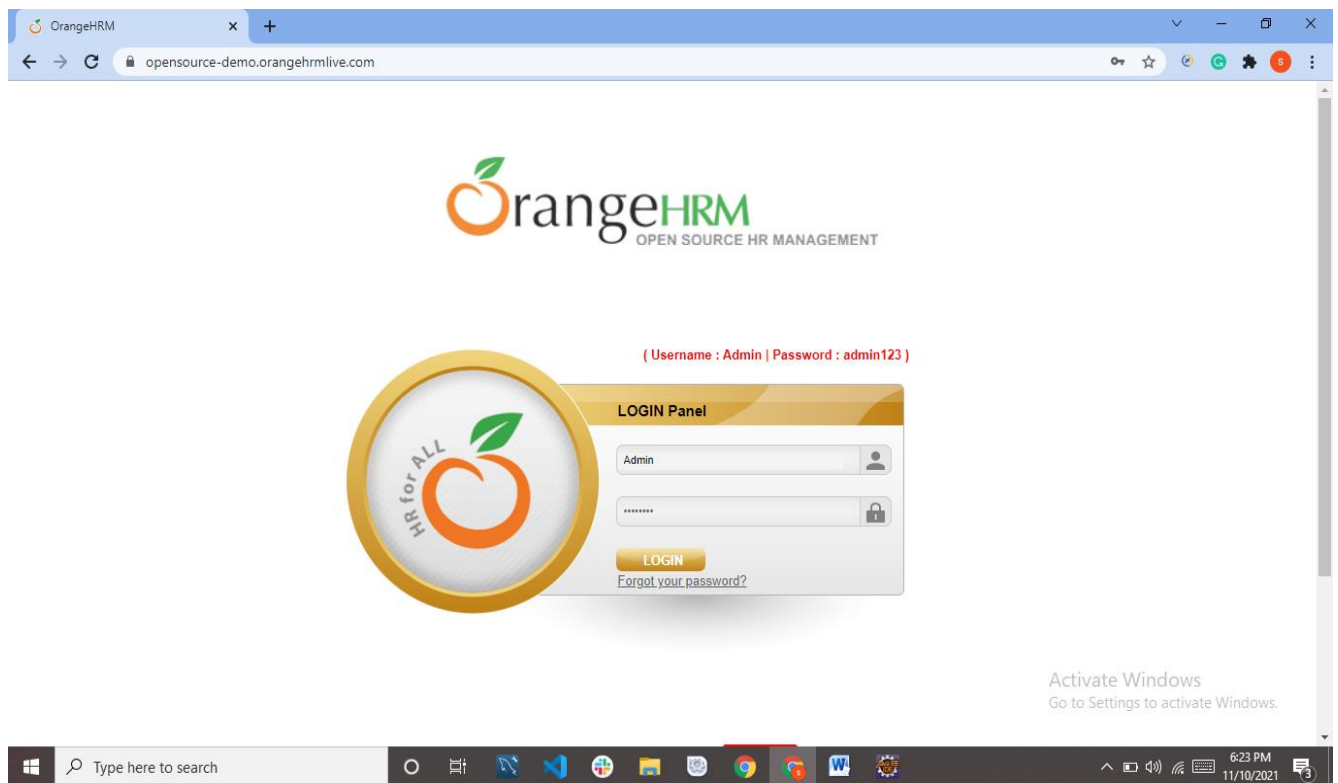 OrangeHRM
opensource-demo.orangehrmlive.com
S
OrangeHRM
OPEN SOURCE HR MANAGEMENT
( Username : Admin | Password : admin123 )
LOGIN Panel
HR for ALL
Admin
••••••••
LOGIN
Forgot your password?
Activate Windows
Go to Settings to activate Windows.
Type here to search
6:23 PM
11/10/2021
3